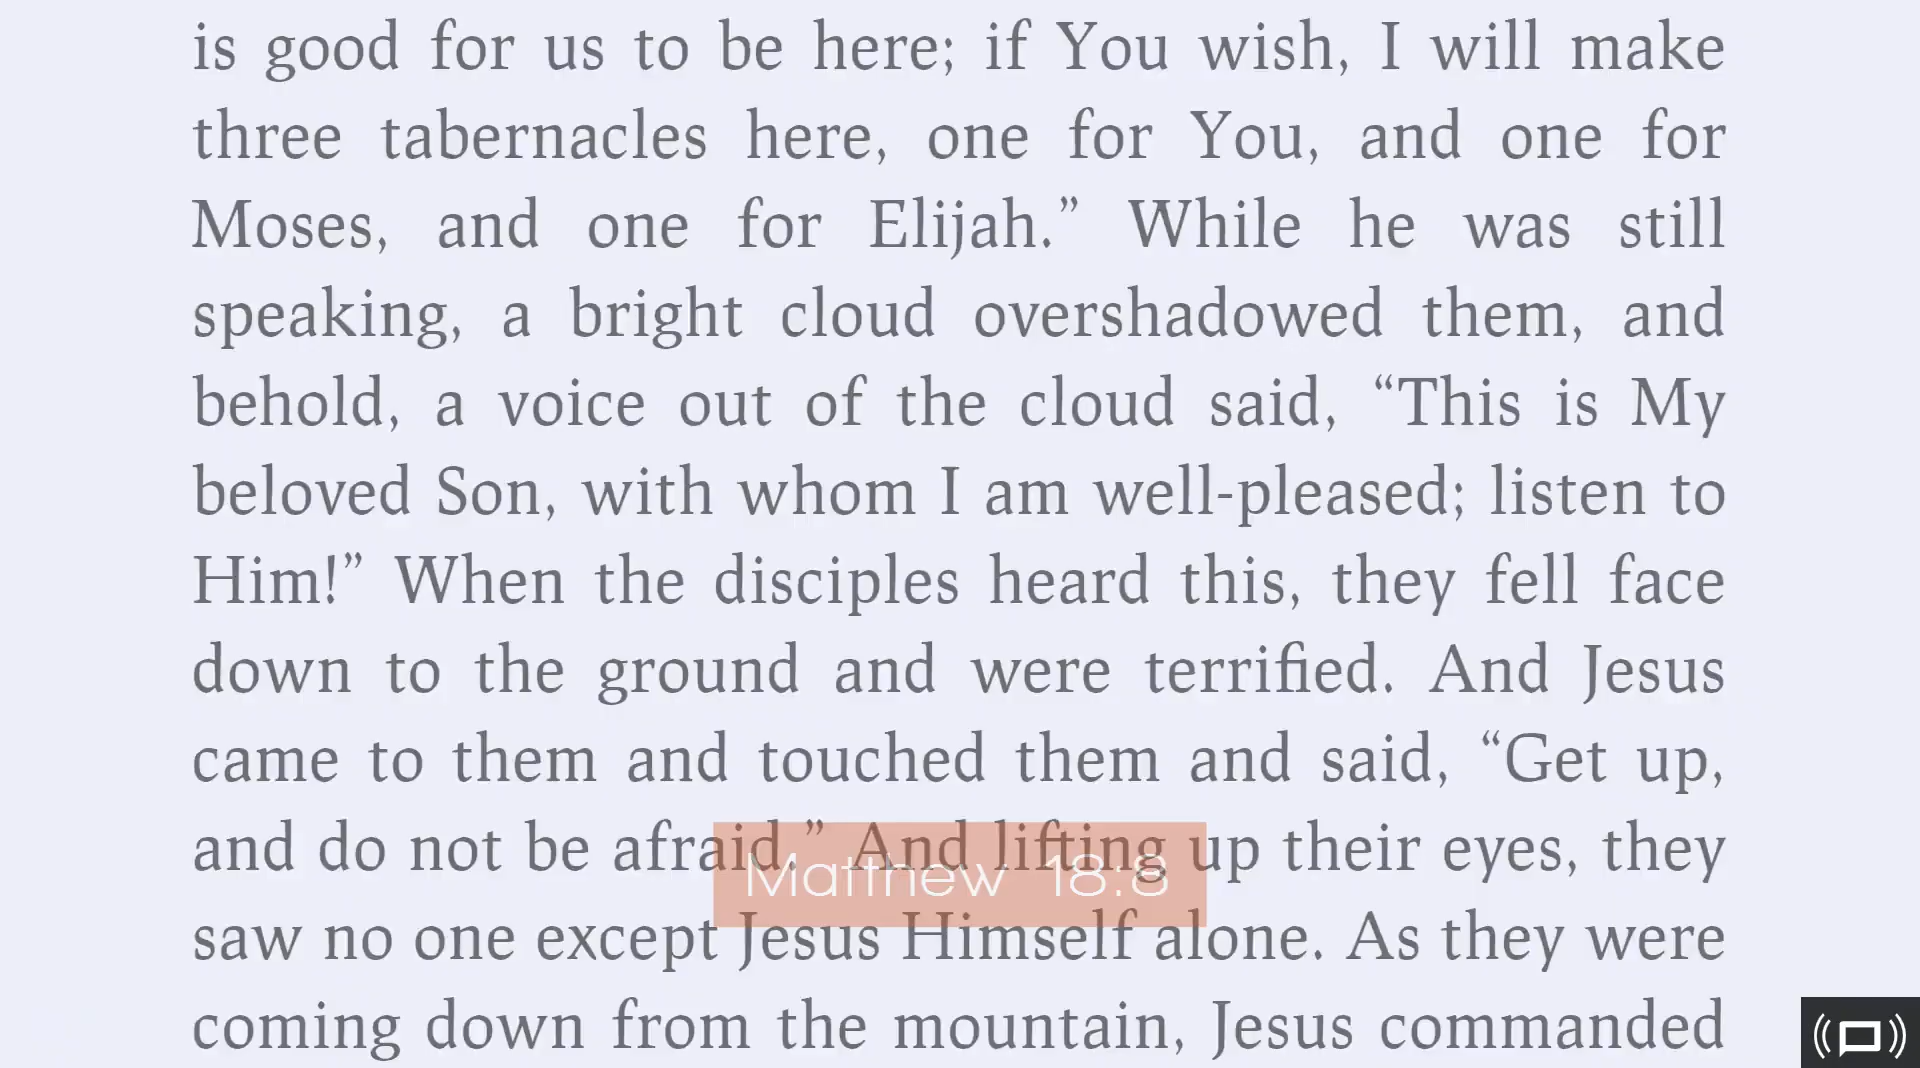 is good for us to be here; if You wish, I will make
three tabernacles here, one for You, and one for
Moses, and one for Elijah.” While he was still
speaking, a bright cloud overshadowed them, and
behold, a voice out of the cloud said, “This is My
beloved Son, with whom I am well-pleased; listen to
Him!” When the disciples heard this, they fell face
down to the ground and were terrified. And Jesus
came to them and touched them and said, “Get up,
and do not be afraid.” And lifting up their eyes, they
Matthew 18:8
saw no one except Jesus Himself alone. As they were
coming down from the mountain, Jesus commanded